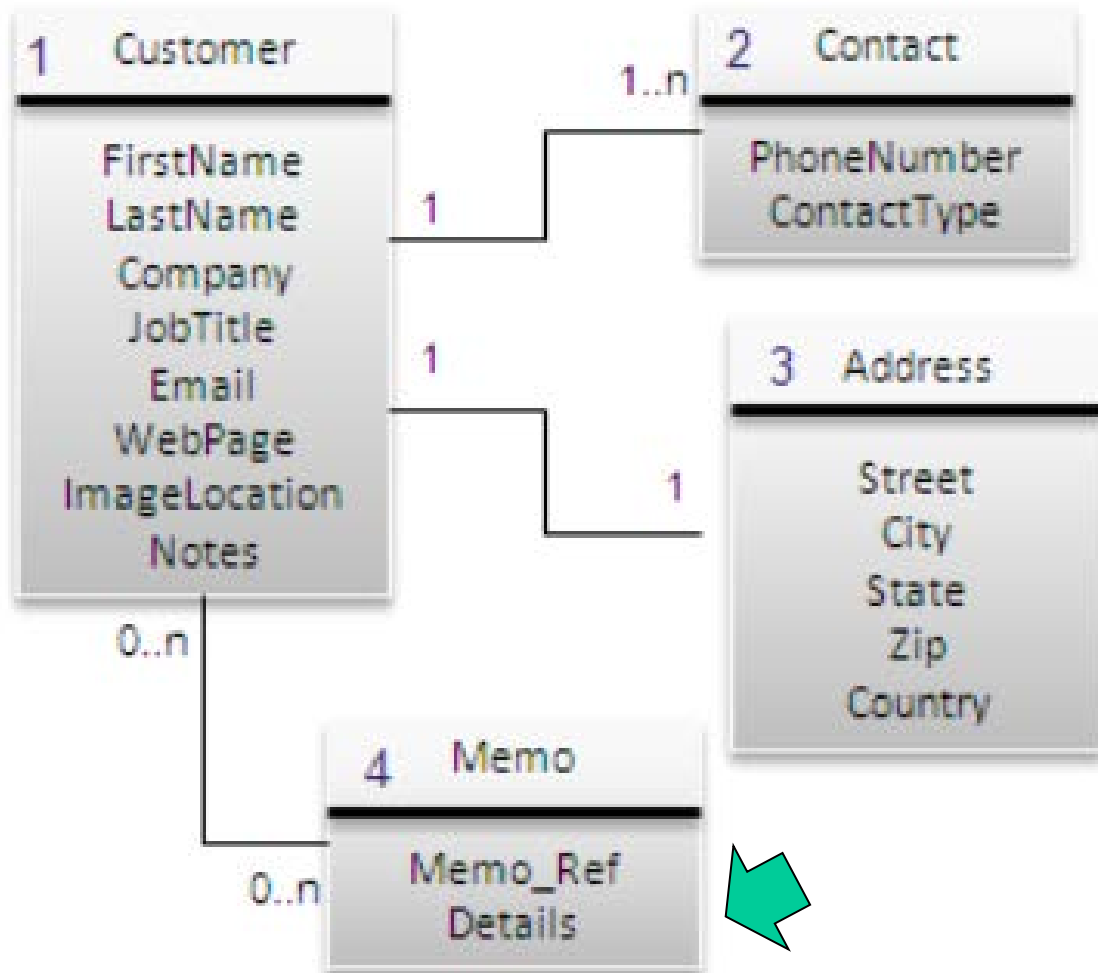 1 Customer
FirstName
LastName
Company
JobTitle
Email
WebPage
ImageLocation
Notes
1
1..n
2 Contact
PhoneNumber
ContactType
1
1
3 Address
Street
City
State
Zip
Country
0..n
0..n
4 Memo
Memo_Ref
Details